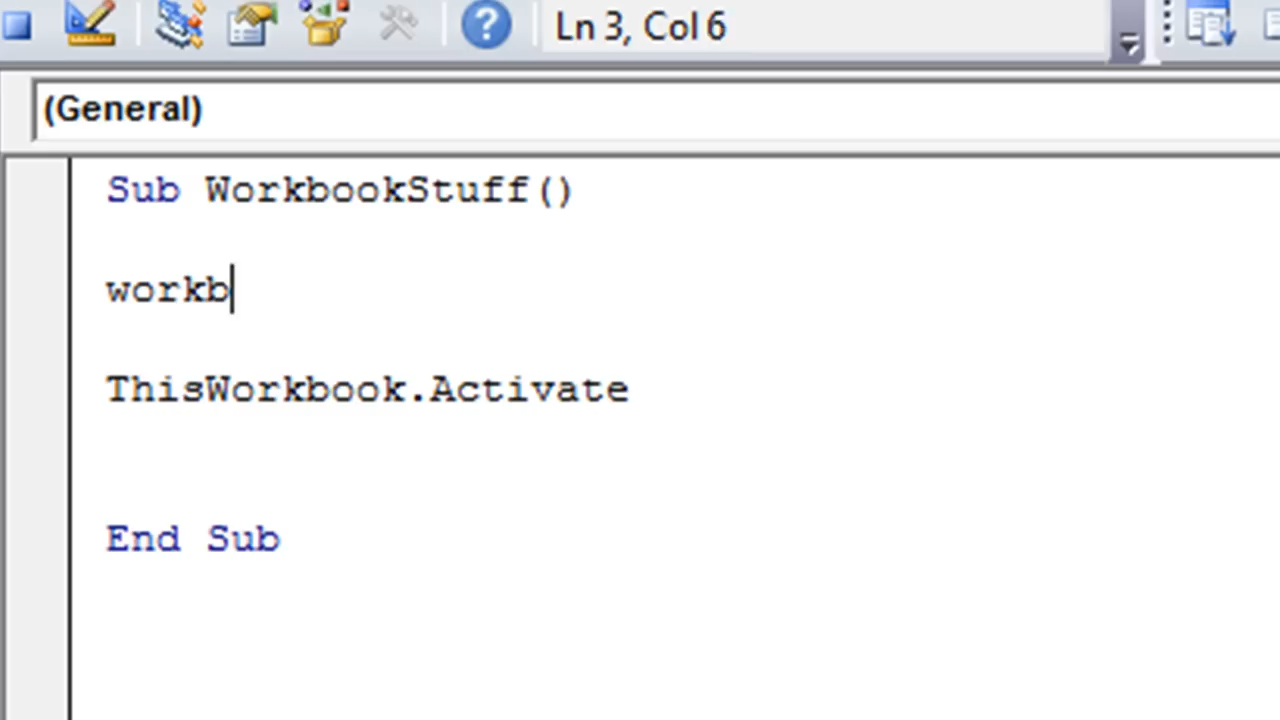 Ln 3, Col 6
(General)
Sub WorkbookStuff()
workb
ThisWorkbook.Activate
End Sub